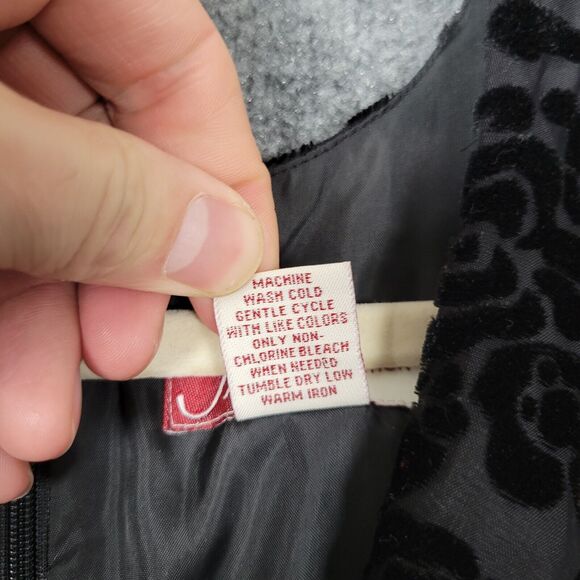 MACHINE
WASH COLD
GENTLE CYCLE
WITH LIKE COLORS
ONLY NON-
CHLORINE BLEACH
WHEN NEEDED
TUMBLE DRY LOW
WARM IRON